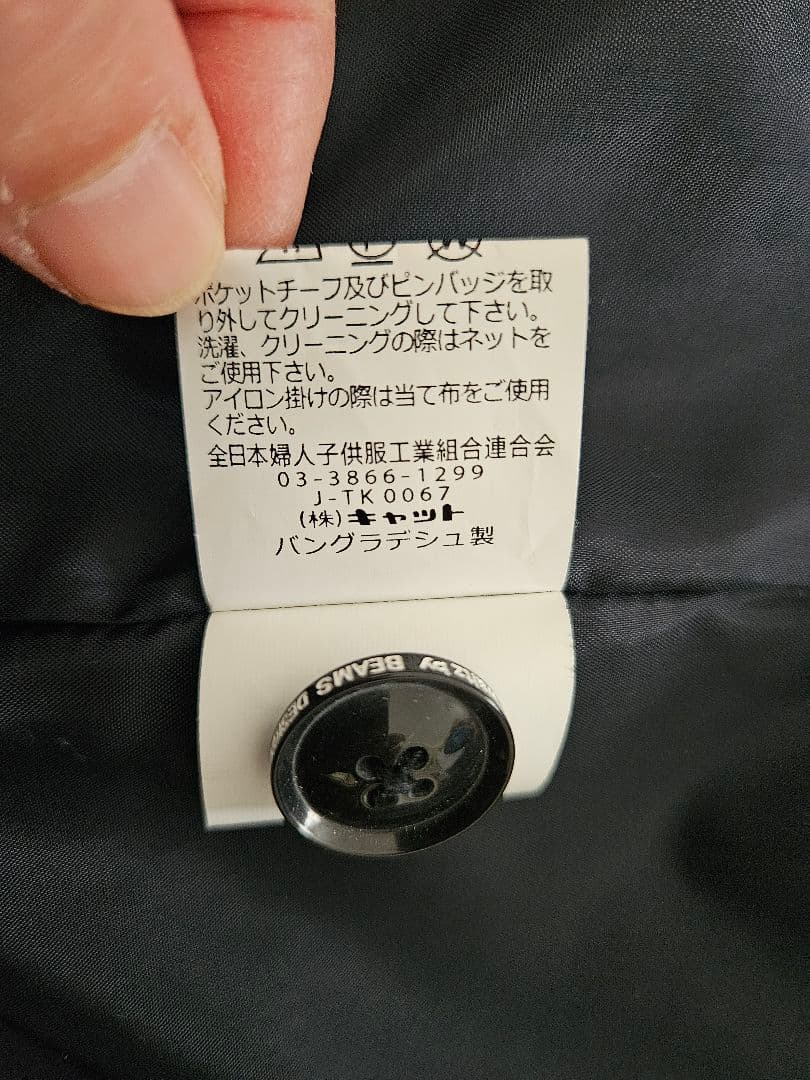 ポケットチーフ及びピンバッジを取
り外してクリーニングして下さい。
洗濯、クリーニングの際はネットを
ご使用下さい。
アイロン掛けの際は当て布をご使用
ください。
全日本婦人子供服工業組合連合会
03-3866-1299
J-TK0067
(株)キャット
バングラデシュ製
by BEAMS